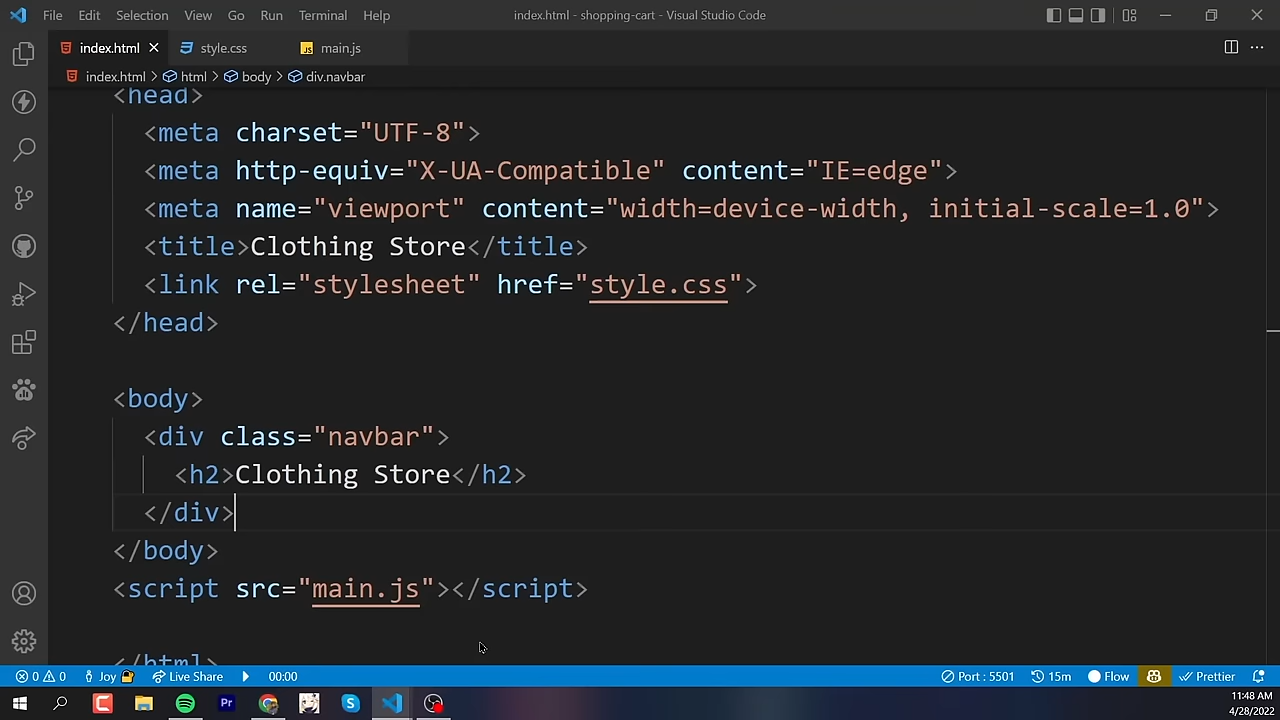 File Edit Selection View Go Run Terminal Help index.html - shopping-cart - Visual Studio Code
index.html style.css JS main.js
index.html > html > body > div.navbar
<head>
<meta charset="UTF-8">
<meta http-equiv="X-UA-Compatible" content="IE=edge">
<meta name="viewport" content="width=device-width, initial-scale=1.0">
<title>Clothing Store</title>
<link rel="stylesheet" href="style.css">
</head>
<body>
<div class="navbar">
<h2>Clothing Store</h2>
</div>
</body>
<script src="main.js"></script>
</html>
0 0 Joy Live Share 00:00 Port : 5501 15m Flow Prettier
Pr
11:48 AM
4/28/2022